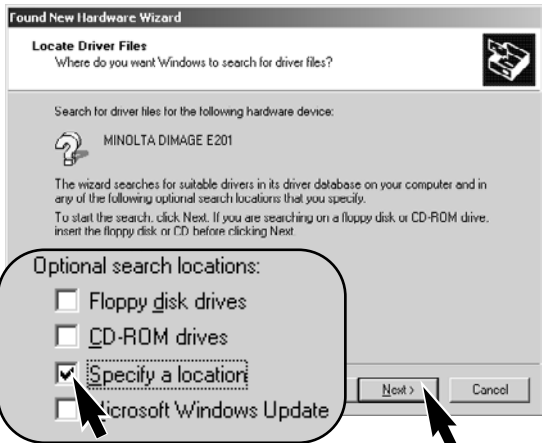 Found New Hardware Wizard
Locate Driver Files
Where do you want Windows to search for driver files?
Search for driver files for the following hardware device:
MINOLTA DIMAGE E201
The wizard searches for suitable drivers in its driver database on your computer and in
any of the following optional search locations that you specify.
To start the search, click Next. If you are searching on a floppy disk or CD-ROM drive,
insert the floppy disk or CD before clicking Next.
Optional search locations:
Floppy disk drives
CD-ROM drives
Specify a location
Microsoft Windows Update
Next >
Cancel